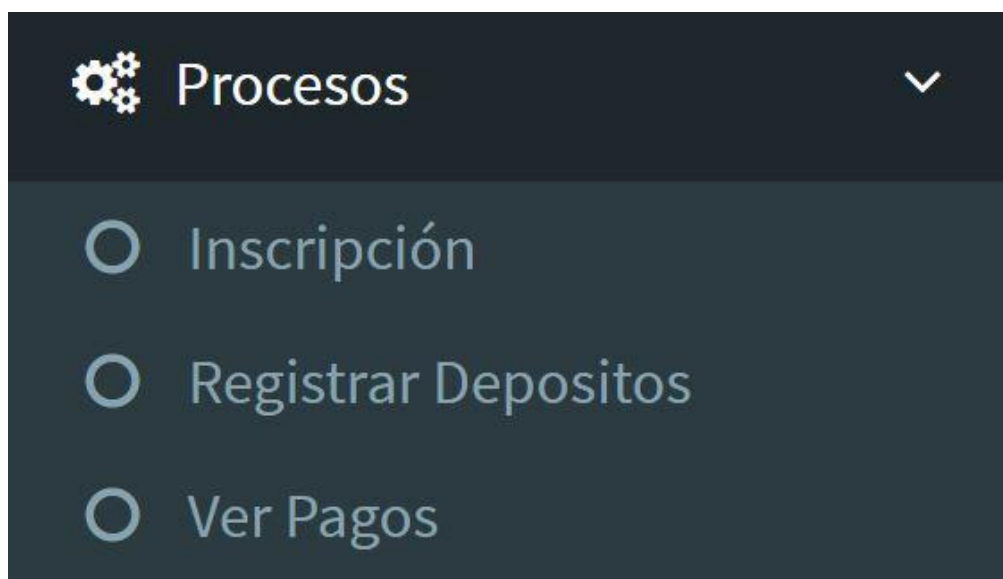 Procesos
Inscripción
Registrar Depositos
Ver Pagos